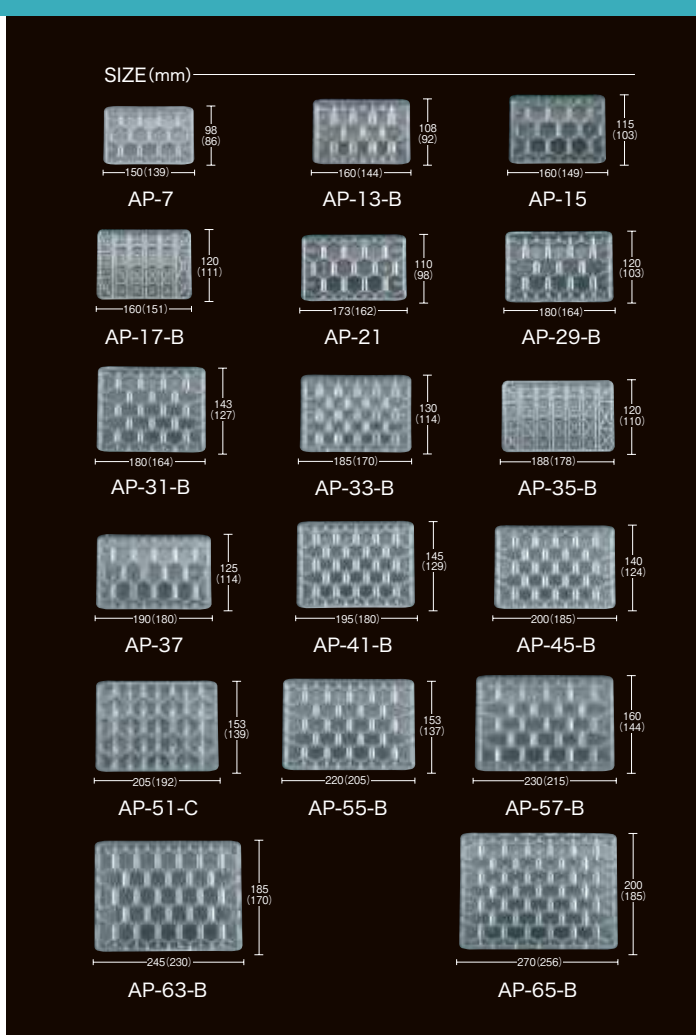 SIZE(mm)
98
(86)
150(139)
AP-7
108
(92)
160(144)
AP-13-B
115
(103)
160(149)
AP-15
120
(111)
160(151)
AP-17-B
110
(98)
173(162)
AP-21
120
(103)
180(164)
AP-29-B
143
(127)
180(164)
AP-31-B
130
(114)
185(170)
AP-33-B
120
(110)
188(178)
AP-35-B
125
(114)
190(180)
AP-37
145
(129)
195(180)
AP-41-B
140
(124)
200(185)
AP-45-B
153
(139)
205(192)
AP-51-C
153
(137)
220(205)
AP-55-B
160
(144)
230(215)
AP-57-B
185
(170)
245(230)
AP-63-B
200
(185)
270(256)
AP-65-B